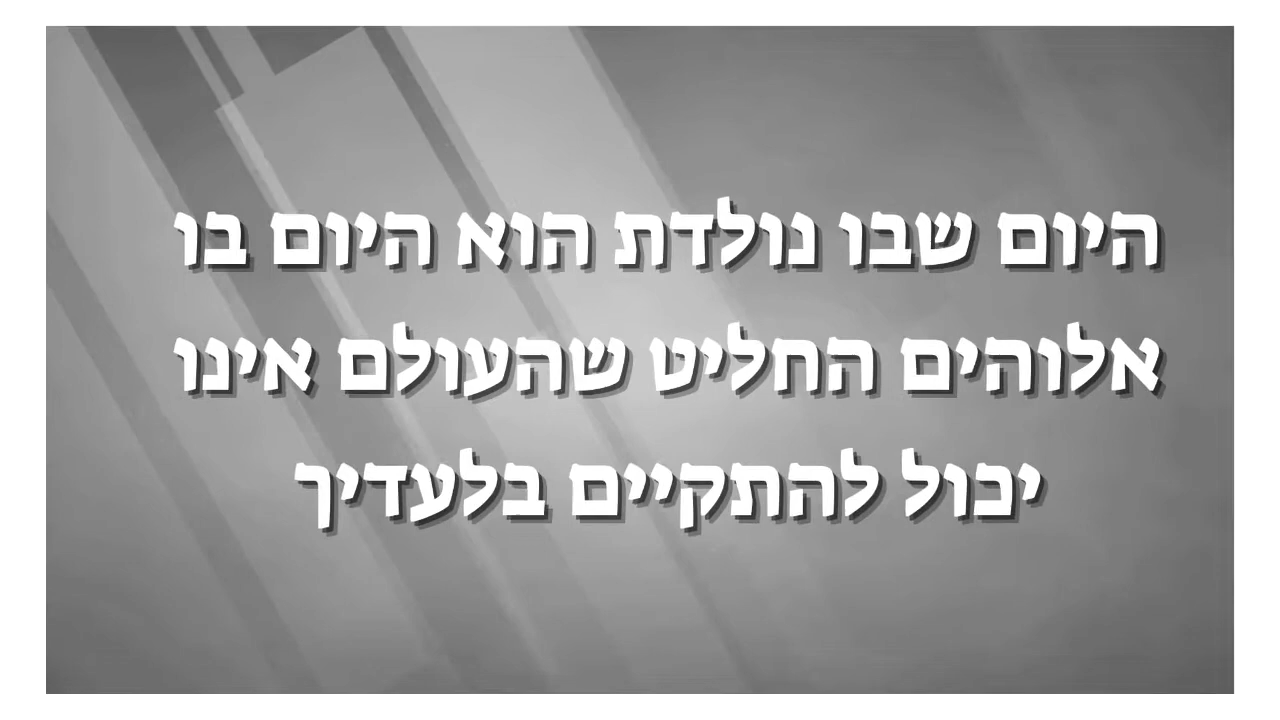 היום שבו נולדת הוא היום בו
אלוהים החליט שהעולם אינו
יכול להתקיים בלעדיך